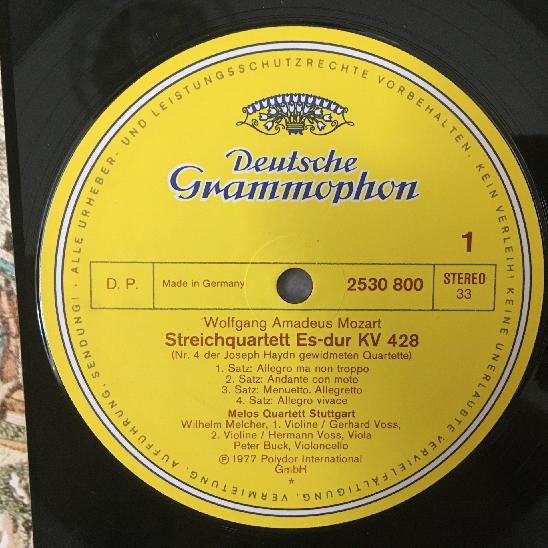 Deutsche
Grammophon
1
D. P.
Made in Germany
2530 800
STEREO
33
Wolfgang Amadeus Mozart
Streichquartett Es-dur KV 428
(Nr. 4 der Joseph Haydn gewidmeten Quartette)
1. Satz: Allegro ma non troppo
2. Satz: Andante con moto
3. Satz: Menuetto. Allegretto
4. Satz: Allegro vivace
Melos Quartett Stuttgart
Wilhelm Melcher, 1. Violine / Gerhard Voss,
2. Violine / Hermann Voss, Viola
Peter Buck, Violoncello
Ⓟ 1977 Polydor International
GmbH
*
ALLE URHEBER- UND LEISTUNGSSCHUTZRECHTE VORBEHALTEN. KEIN VERLEIH! KEINE UNERLAUBTE VERVIELFÄLTIGUNG, VERMIETUNG, AUFFÜHRUNG, SENDUNG!